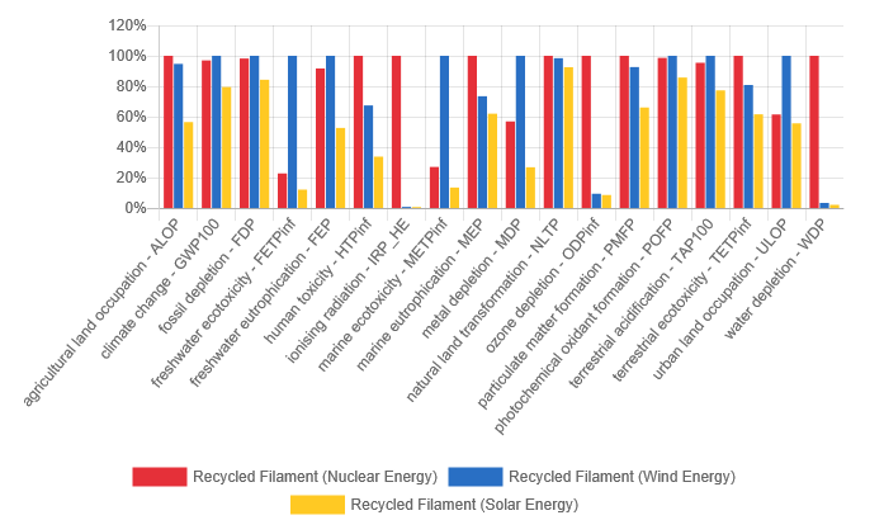 120%
100%
80%
60%
40%
20%
0%
agricultural land occupation - ALOP
climate change - GWP100
fossil depletion - FDP
freshwater ecotoxicity - FETPinf
freshwater eutrophication - FEP
human toxicity - HTPinf
ionising radiation - IRP_HE
marine ecotoxicity - METPinf
marine eutrophication - MEP
metal depletion - MDP
natural land transformation - NLTP
ozone depletion - ODPinf
particulate matter formation - PMFP
photochemical oxidant formation - POFP
terrestrial acidification - TAP100
terrestrial ecotoxicity - TETPinf
urban land occupation - ULOP
water depletion - WDP
Recycled Filament (Nuclear Energy) Recycled Filament (Wind Energy)
Recycled Filament (Solar Energy)